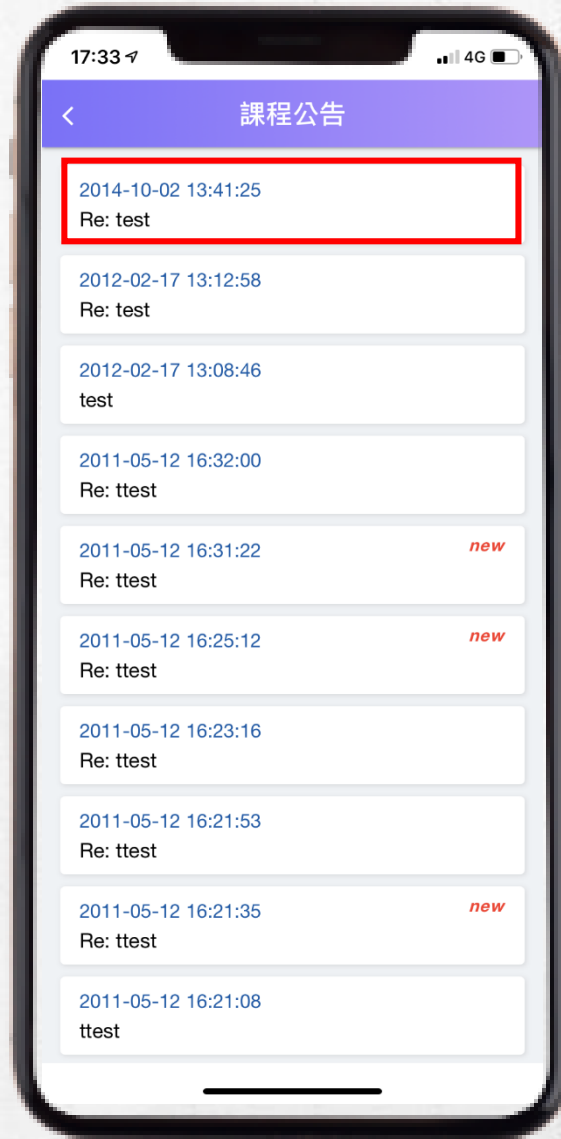 17:33
4G
課程公告
2014-10-02 13:41:25
Re: test
2012-02-17 13:12:58
Re: test
2012-02-17 13:08:46
test
2011-05-12 16:32:00
Re: ttest
2011-05-12 16:31:22 new
Re: ttest
2011-05-12 16:25:12 new
Re: ttest
2011-05-12 16:23:16
Re: ttest
2011-05-12 16:21:53
Re: ttest
2011-05-12 16:21:35 new
Re: ttest
2011-05-12 16:21:08
ttest